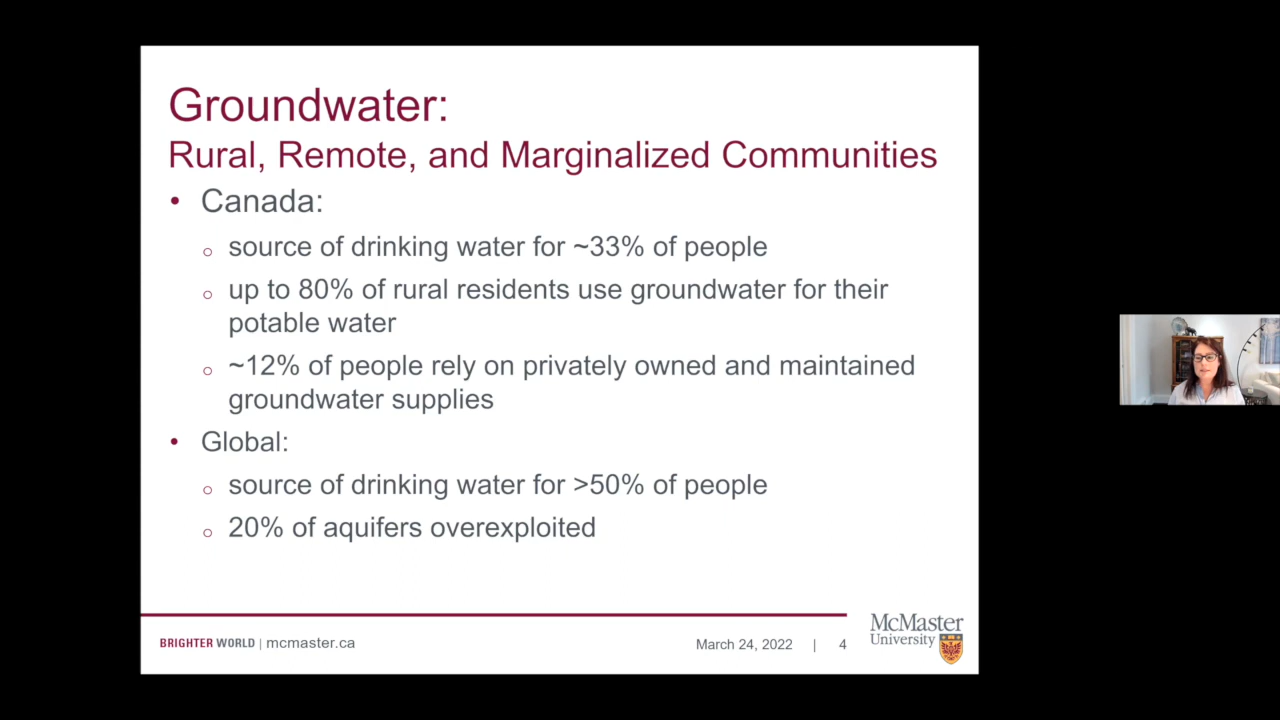 Groundwater:
Rural, Remote, and Marginalized Communities
• Canada:
o source of drinking water for ~33% of people
o up to 80% of rural residents use groundwater for their
potable water
o ~12% of people rely on privately owned and maintained
groundwater supplies
• Global:
o source of drinking water for >50% of people
o 20% of aquifers overexploited
BRIGHTER WORLD | mcmaster.ca
March 24, 2022 | 4
McMaster
University